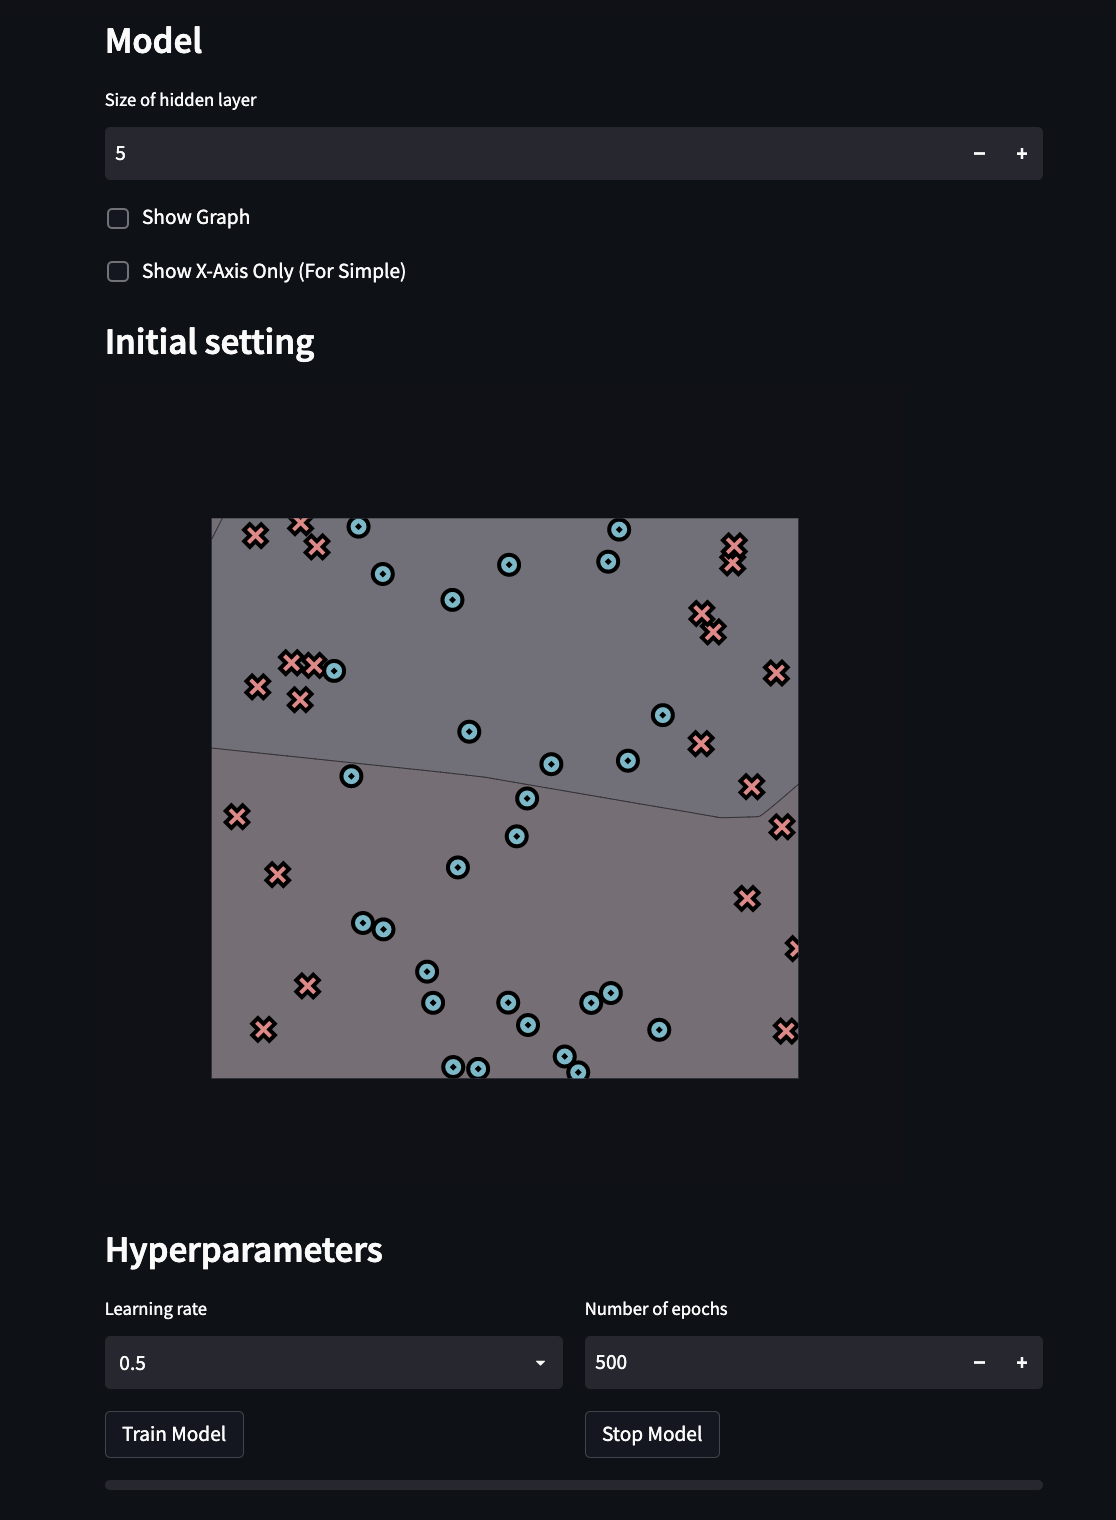 Model
Size of hidden layer
5
Show Graph
Show X-Axis Only (For Simple)
Initial setting
Hyperparameters
Learning rate
Number of epochs
0.5
500
Train Model
Stop Model